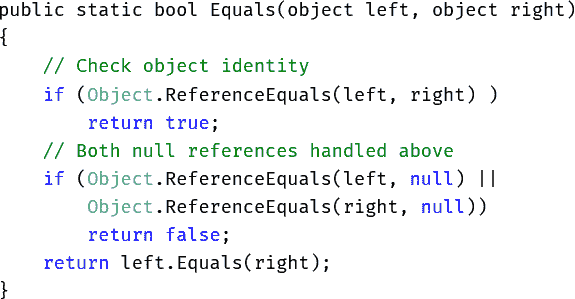 public static bool Equals(object left, object right)
{
    // Check object identity
    if (Object.ReferenceEquals(left, right) )
        return true;
    // Both null references handled above
    if (Object.ReferenceEquals(left, null) ||
        Object.ReferenceEquals(right, null))
        return false;
    return left.Equals(right);
}